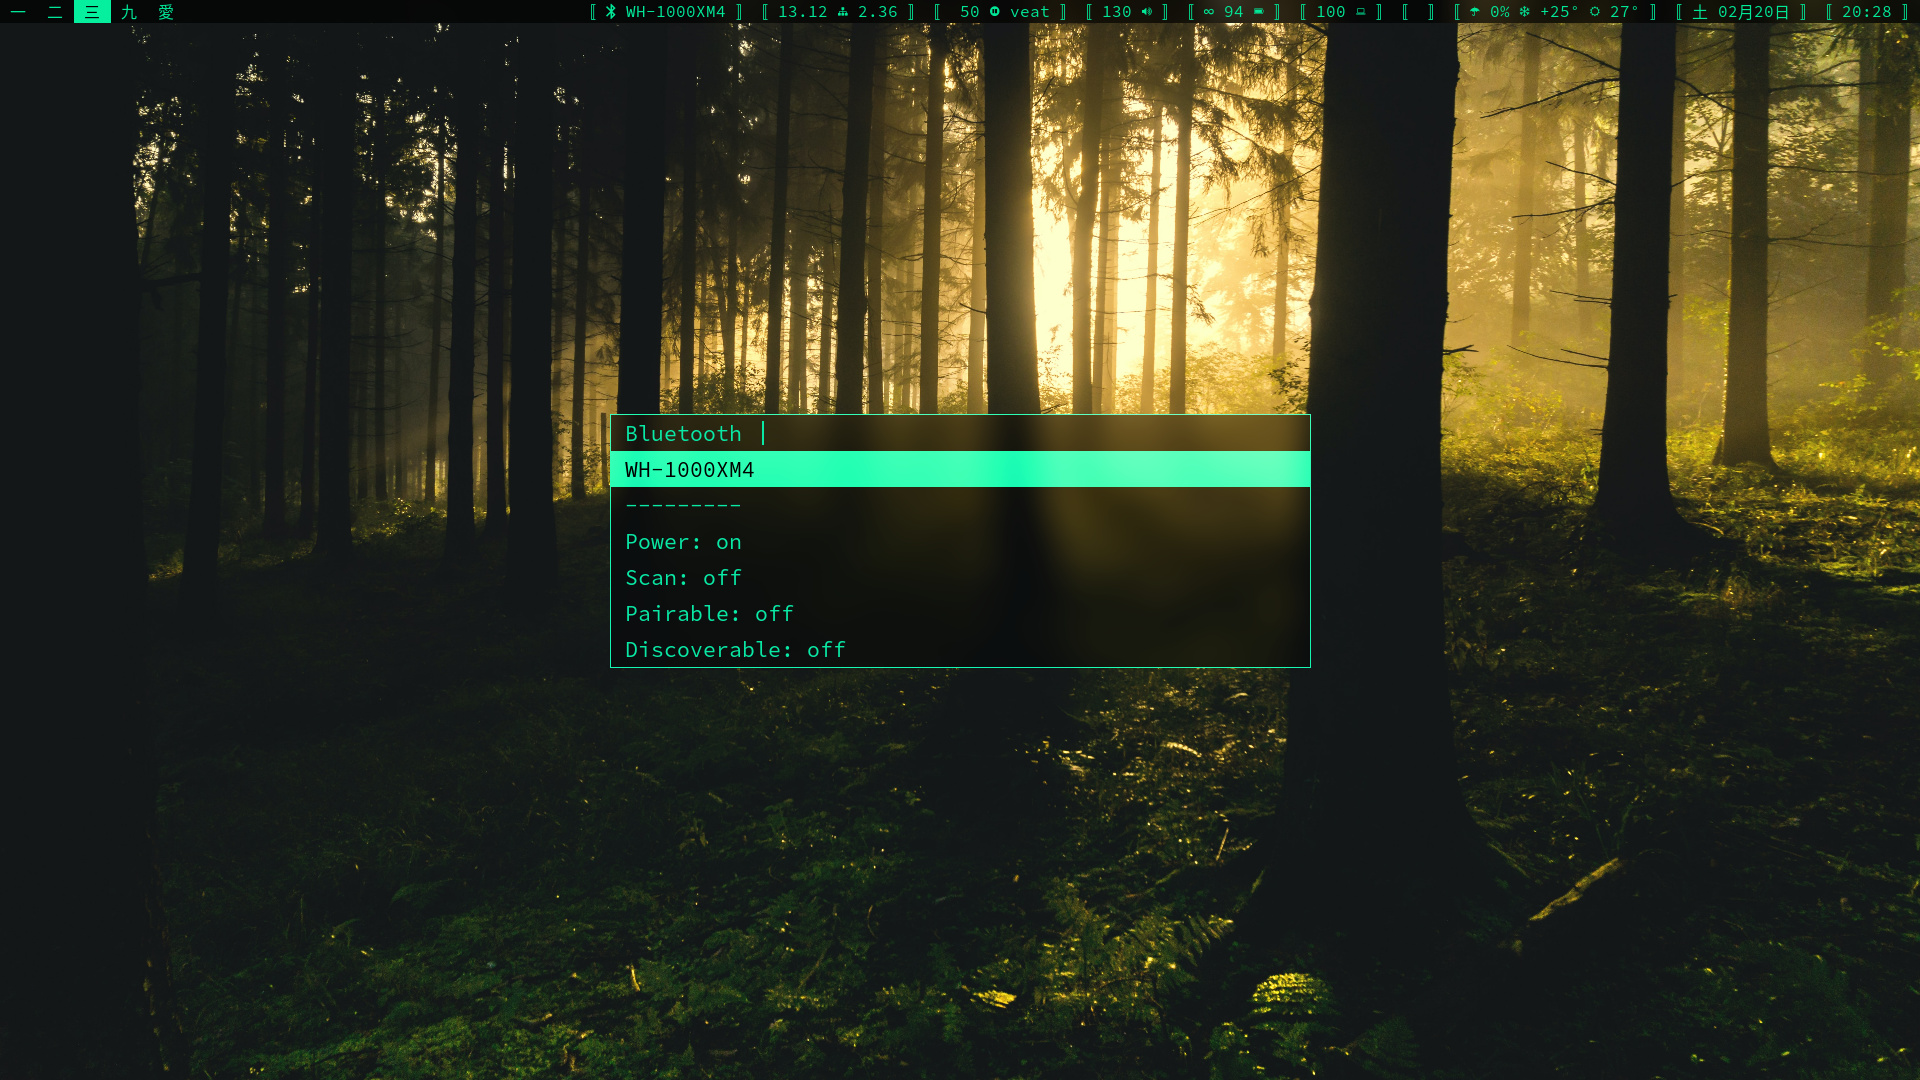 一 二 三 九 愛 〚 WH-1000XM4 〛 〚 13.12 2.36 〛 〚 50 veat 〛 〚 130 〛 〚 ∞ 94 〛 〚 100 〛 〚 〛 〚 0% +25° 27° 〛 〚 土 02月20日 〛 〚 20:28 〛
Bluetooth
WH-1000XM4
---------
Power: on
Scan: off
Pairable: off
Discoverable: off